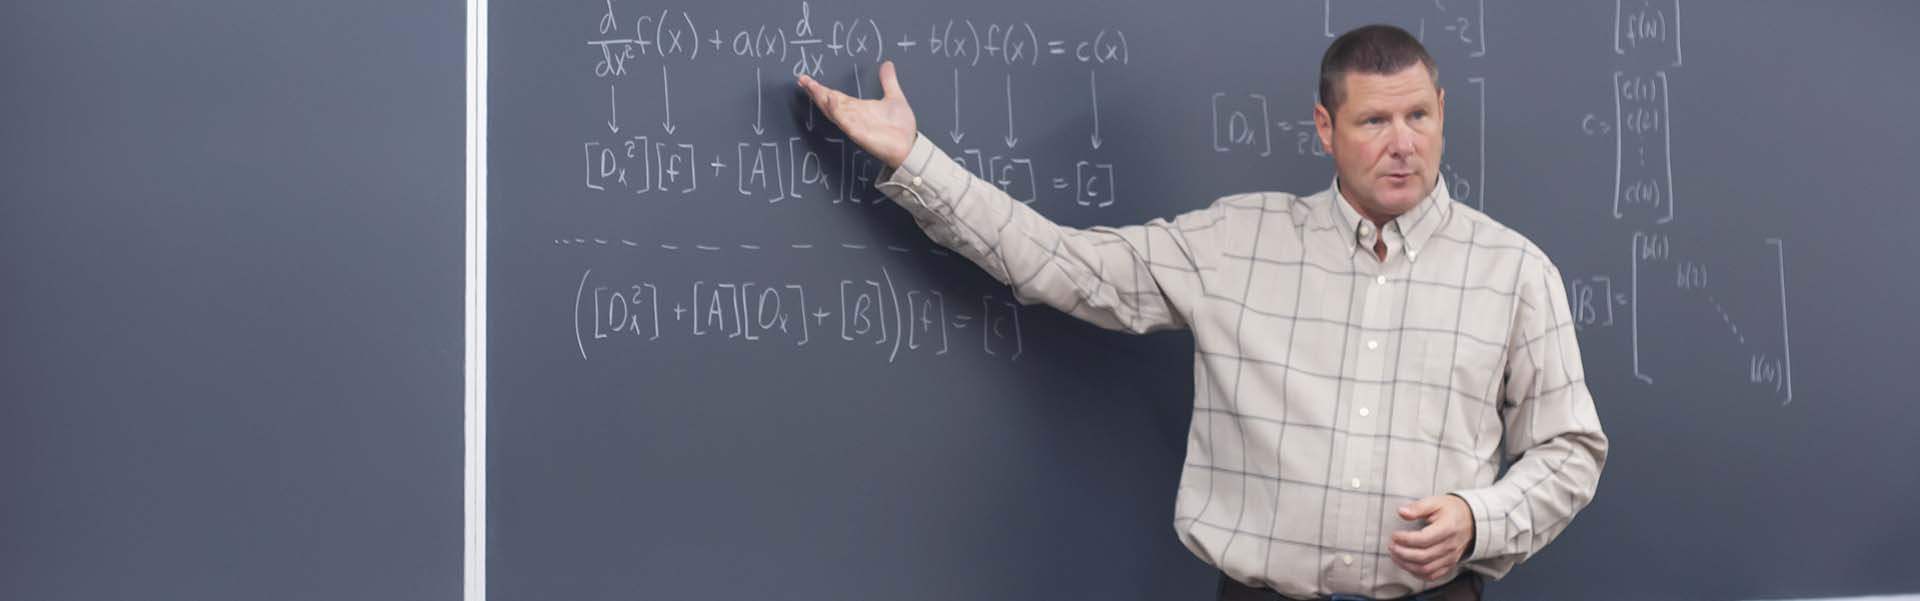 d/dx² f(x) + a(x) d/dx f(x) + b(x) f(x) = c(x)
[Dₓ²][f] + [A][Dₓ][f] [f] = [c]
([Dₓ²] + [A][Dₓ] + [B])[f] = [c]
-2]
f(N)]
[Dₓ] =
c = [c(1)
c(2)
⋮
c(N)]
[B] = [b(1)
b(2)
⋱
b(N)]